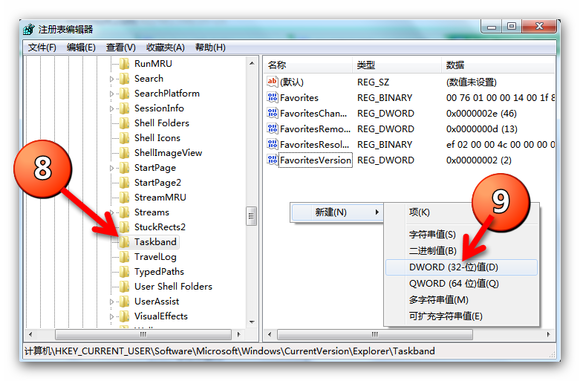 注册表编辑器
文件(F) 编辑(E) 查看(V) 收藏夹(A) 帮助(H)
RunMRU
Search
SearchPlatform
SessionInfo
Shell Folders
Shell Icons
ShellImageView
StartPage
StartPage2
StreamMRU
Streams
StuckRects2
Taskband
TravelLog
TypedPaths
User Shell Folders
UserAssist
VisualEffects
名称 类型 数据
(默认) REG_SZ (数值未设置)
Favorites REG_BINARY 00 76 01 00 00 14 00 1f 8
FavoritesChan... REG_DWORD 0x0000002e (46)
FavoritesRemo... REG_DWORD 0x0000000d (13)
FavoritesResol... REG_BINARY ef 02 00 00 4c 00 00 00 0
FavoritesVersion REG_DWORD 0x00000002 (2)
8
9
新建(N)
项(K)
字符串值(S)
二进制值(B)
DWORD (32-位)值(D)
QWORD (64 位)值(Q)
多字符串值(M)
可扩充字符串值(E)
计算机\HKEY_CURRENT_USER\Software\Microsoft\Windows\CurrentVersion\Explorer\Taskband